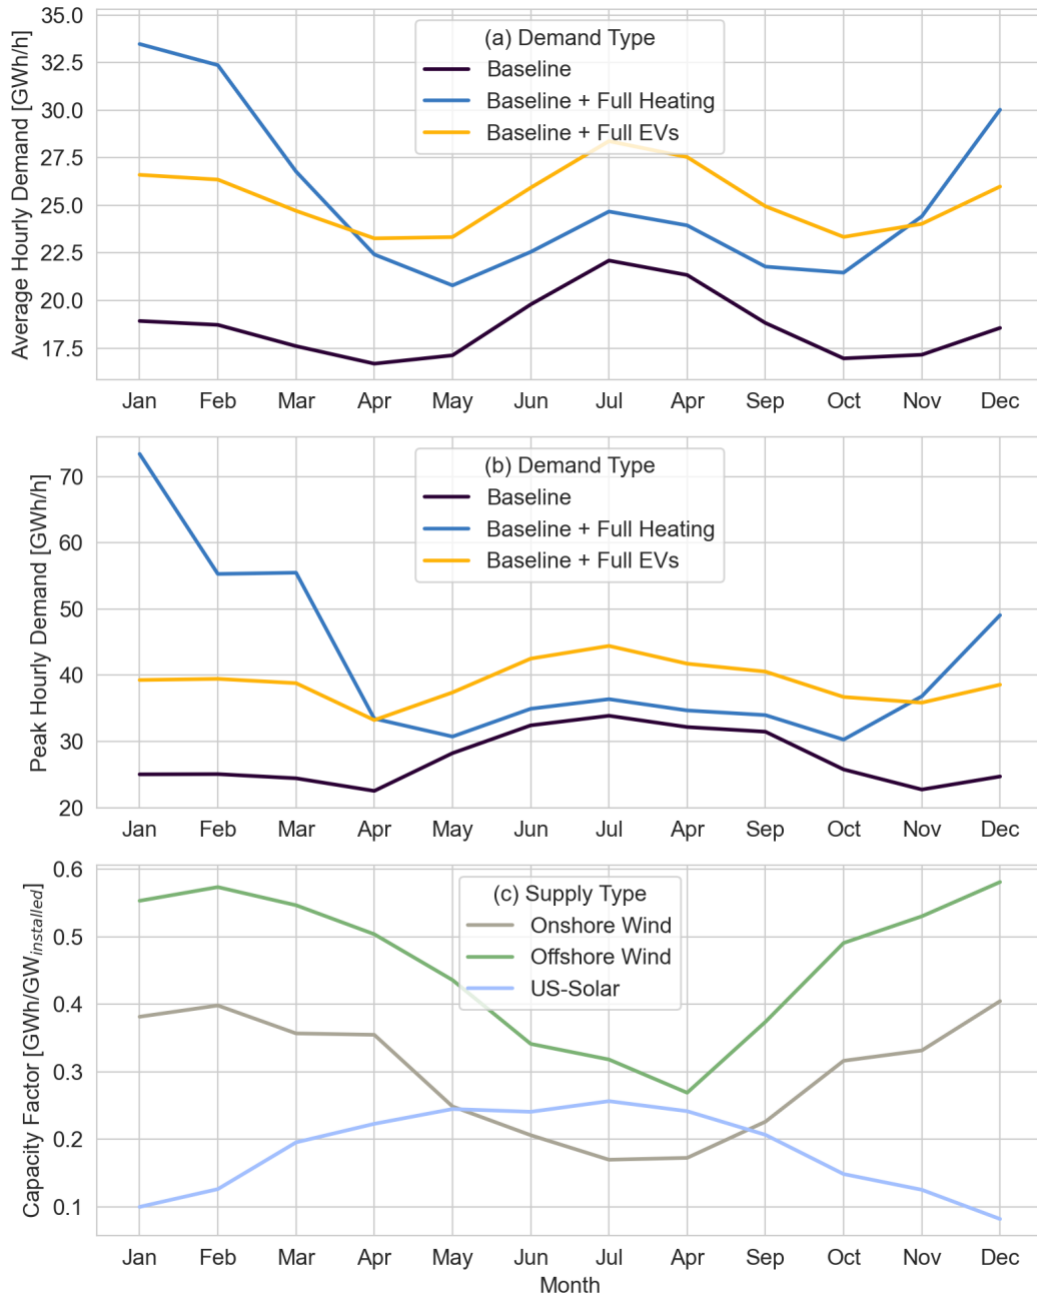 35.0
32.5
30.0
27.5
25.0
22.5
20.0
17.5
Average Hourly Demand [GWh/h]
(a) Demand Type
Baseline
Baseline + Full Heating
Baseline + Full EVs
Jan Feb Mar Apr May Jun Jul Apr Sep Oct Nov Dec
70
60
50
40
30
20
Peak Hourly Demand [GWh/h]
(b) Demand Type
Baseline
Baseline + Full Heating
Baseline + Full EVs
Jan Feb Mar Apr May Jun Jul Apr Sep Oct Nov Dec
0.6
0.5
0.4
0.3
0.2
0.1
Capacity Factor [GWh/GW installed]
(c) Supply Type
Onshore Wind
Offshore Wind
US-Solar
Jan Feb Mar Apr May Jun Jul Apr Sep Oct Nov Dec
Month